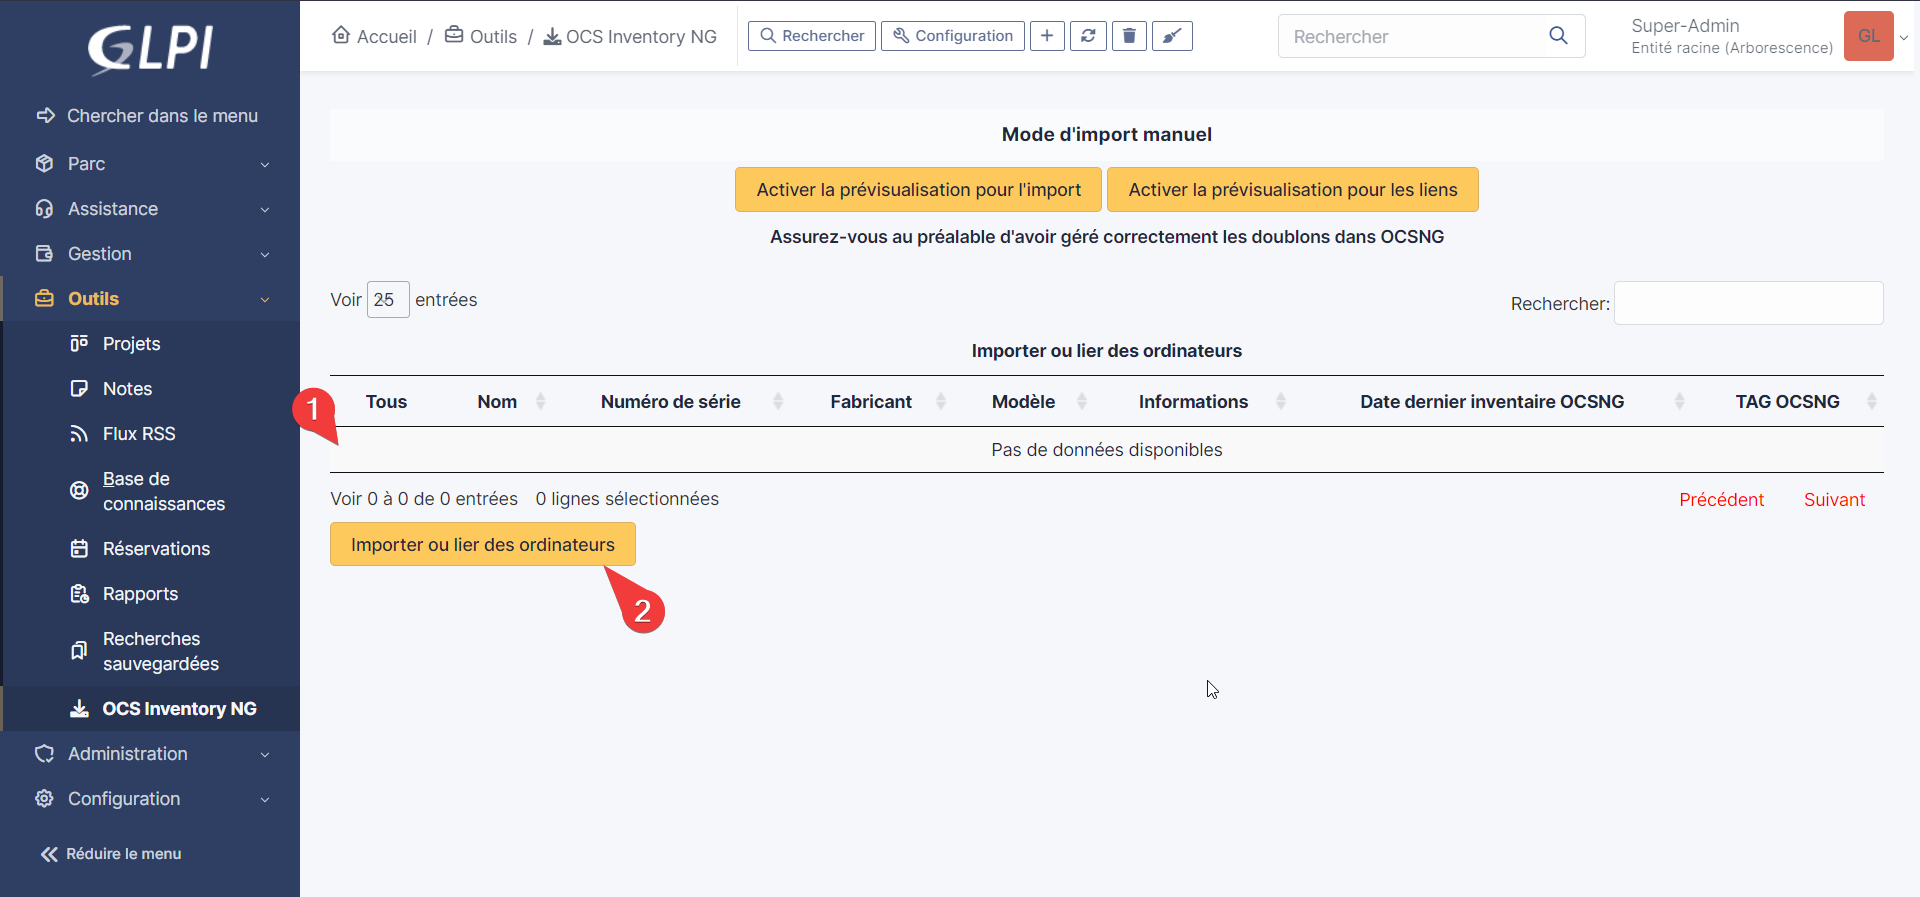 GLPI
Chercher dans le menu
Parc
Assistance
Gestion
Outils
Projets
Notes
Flux RSS
Base de
connaissances
Réservations
Rapports
Recherches
sauvegardées
OCS Inventory NG
Administration
Configuration
Réduire le menu
Accueil / Outils / OCS Inventory NG
Rechercher
Configuration
Rechercher
Super-Admin
Entité racine (Arborescence)
GL
Mode d'import manuel
Activer la prévisualisation pour l'import
Activer la prévisualisation pour les liens
Assurez-vous au préalable d'avoir géré correctement les doublons dans OCSNG
Voir 25 entrées
Rechercher:
Importer ou lier des ordinateurs
1
Tous Nom Numéro de série Fabricant Modèle Informations Date dernier inventaire OCSNG TAG OCSNG
Pas de données disponibles
Voir 0 à 0 de 0 entrées 0 lignes sélectionnées
Précédent Suivant
Importer ou lier des ordinateurs
2